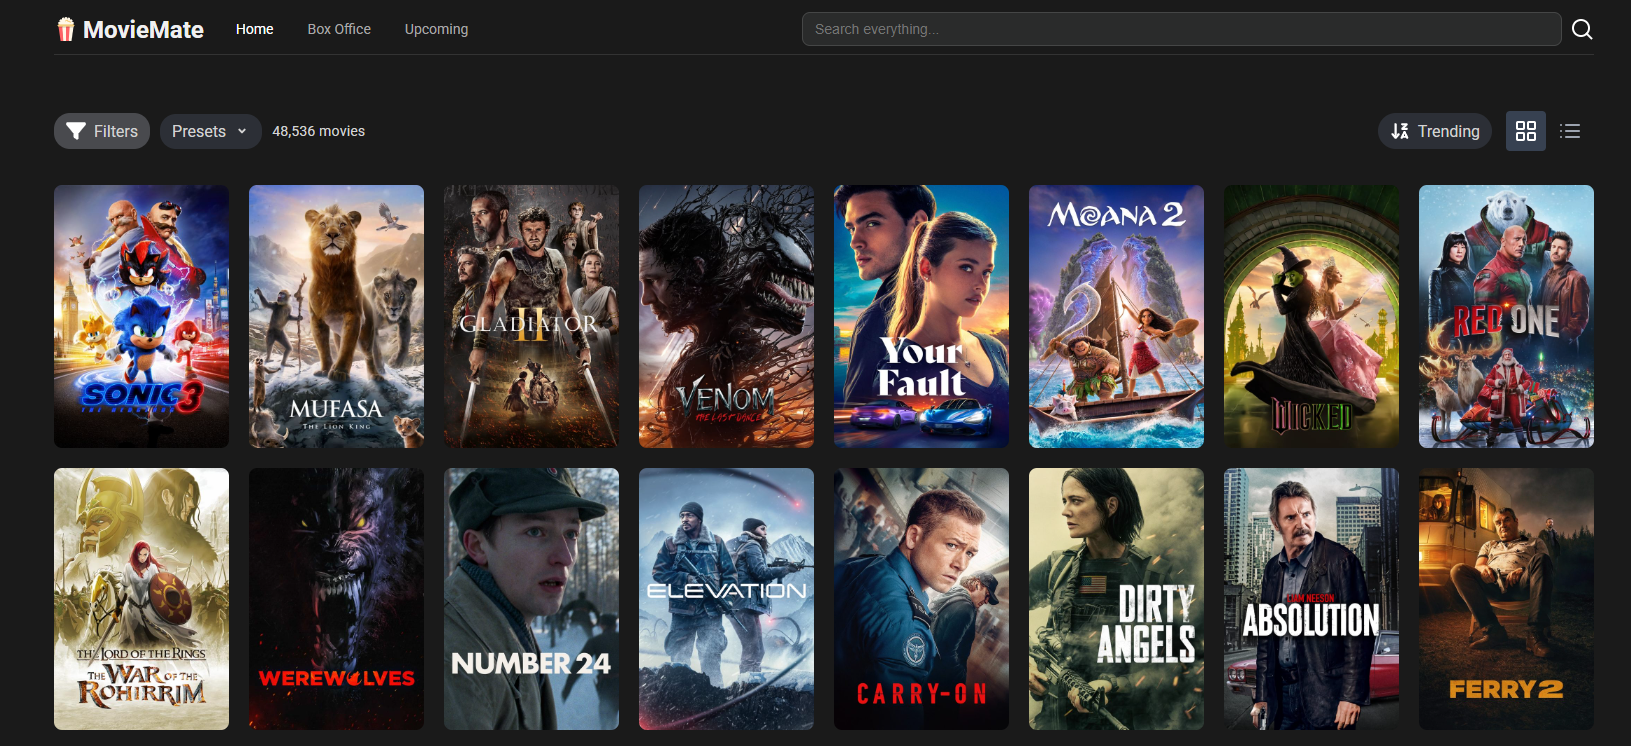 MovieMate
Home
Box Office
Upcoming
Search everything...
Filters
Presets
48,536 movies
Trending
SONIC 3
THE HEDGEHOG
MUFASA
THE LION KING
GLADIATOR
II
VENOM
THE LAST DANCE
Your
Fault
MOANA 2
WICKED
RED ONE
THE LORD OF THE RINGS
THE WAR OF THE
ROHIRRIM
WEREWOLVES
NUMBER 24
ELEVATION
CARRY-ON
DIRTY
ANGELS
LIAM NEESON
ABSOLUTION
FERRY 2